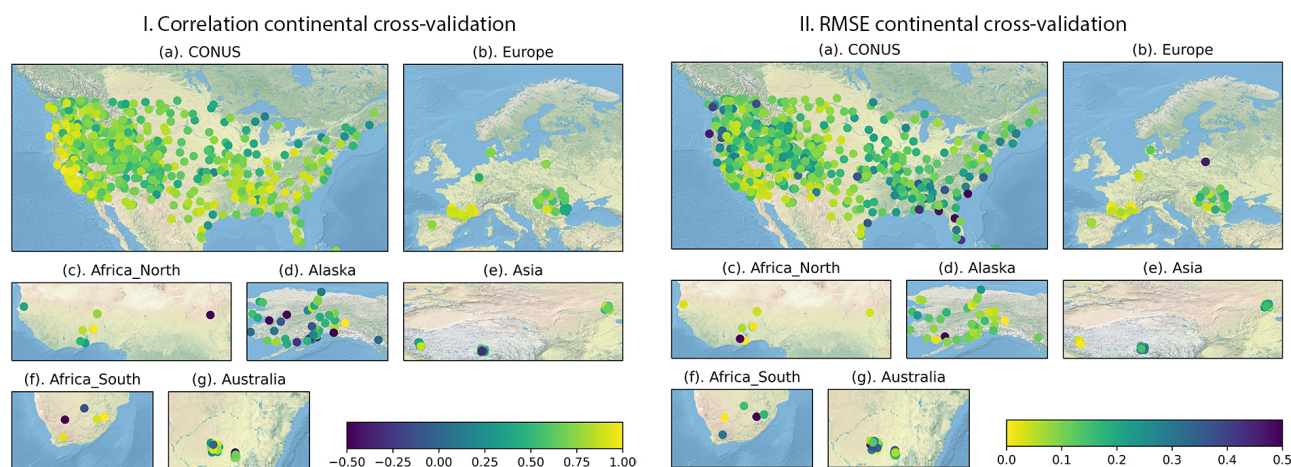 I. Correlation continental cross-validation
(a). CONUS
(b). Europe
(c). Africa_North
(d). Alaska
(e). Asia
(f). Africa_South
(g). Australia
−0.50 −0.25 0.00 0.25 0.50 0.75 1.00
II. RMSE continental cross-validation
(a). CONUS
(b). Europe
(c). Africa_North
(d). Alaska
(e). Asia
(f). Africa_South
(g). Australia
0.0 0.1 0.2 0.3 0.4 0.5